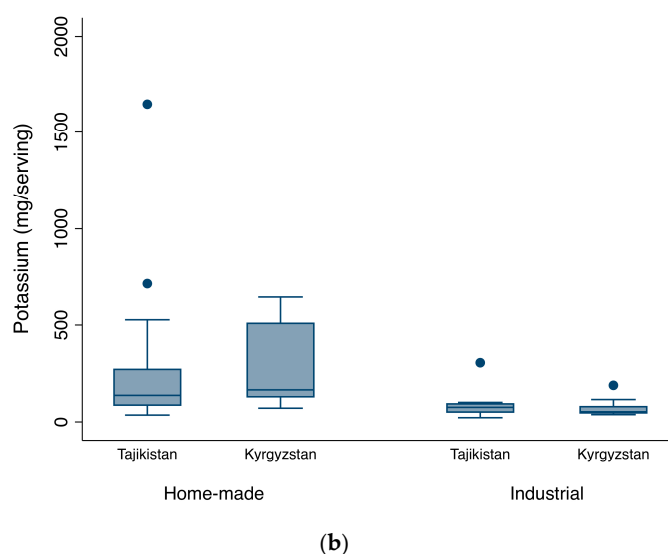 Potassium (mg/serving)
2000
1500
1000
500
0
Tajikistan Kyrgyzstan Tajikistan Kyrgyzstan
Home-made Industrial
(b)